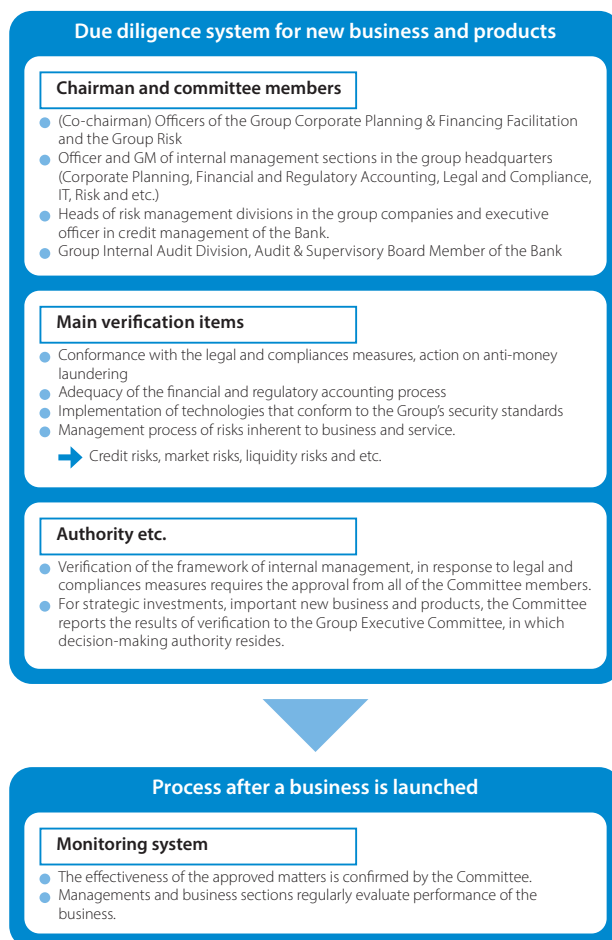 Due diligence system for new business and products
Chairman and committee members
(Co-chairman) Officers of the Group Corporate Planning & Financing Facilitation
and the Group Risk
Officer and GM of internal management sections in the group headquarters
(Corporate Planning, Financial and Regulatory Accounting, Legal and Compliance,
IT, Risk and etc.)
Heads of risk management divisions in the group companies and executive
officer in credit management of the Bank.
Group Internal Audit Division, Audit & Supervisory Board Member of the Bank
Main verification items
Conformance with the legal and compliances measures, action on anti-money
laundering
Adequacy of the financial and regulatory accounting process
Implementation of technologies that conform to the Group's security standards
Management process of risks inherent to business and service.
Credit risks, market risks, liquidity risks and etc.
Authority etc.
Verification of the framework of internal management, in response to legal and
compliances measures requires the approval from all of the Committee members.
For strategic investments, important new business and products, the Committee
reports the results of verification to the Group Executive Committee, in which
decision-making authority resides.
Process after a business is launched
Monitoring system
The effectiveness of the approved matters is confirmed by the Committee.
Managements and business sections regularly evaluate performance of the
business.